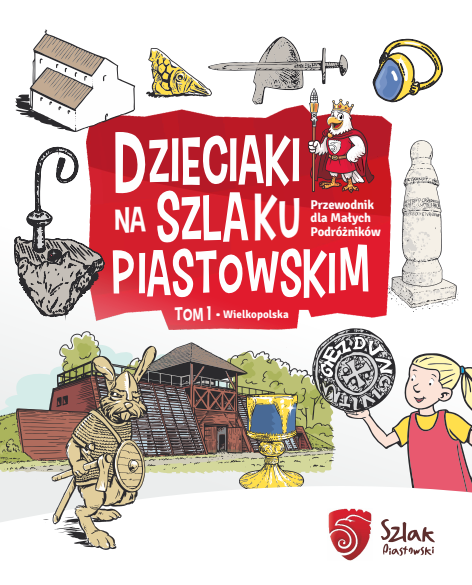 DZIECIAKI
NA SZLAKU
PIASTOWSKIM
Przewodnik
dla Małych
Podróżników
TOM 1 - Wielkopolska
Szlak
Piastowski